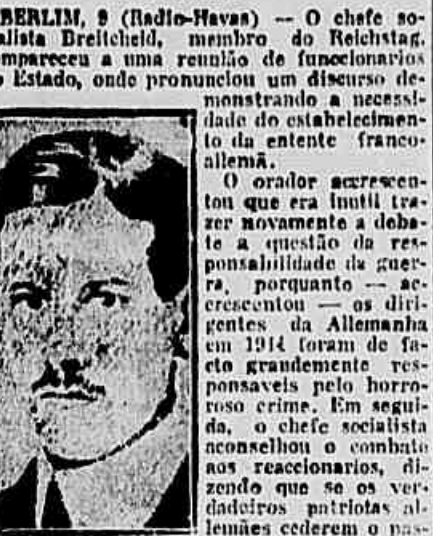 BERLIM, 9 (Radio-Havas) — O chefe so-
alista Breitcheid, membro do Reichstag,
ompareceu a uma reunião de funccionarios
o Estado, onde pronunciou um discurso de-
monstrando a necessi-
dade do estabelecimen-
to da entente franco-
allemã.
O orador accrescen-
tou que era inutil tra-
zer novamente a deba-
te a questão da res-
ponsabilidade da guer-
ra, porquanto — ac-
crescentou — os diri-
gentes da Allemanha
em 1914 foram de fa-
cto grandemente res-
ponsaveis pelo horro-
roso crime. Em segui-
da, o chefe socialista
aconselhou o combate
aos reaccionarios, di-
zendo que se os ver-
dadeiros patriotas al-
lemães cederem o pas-